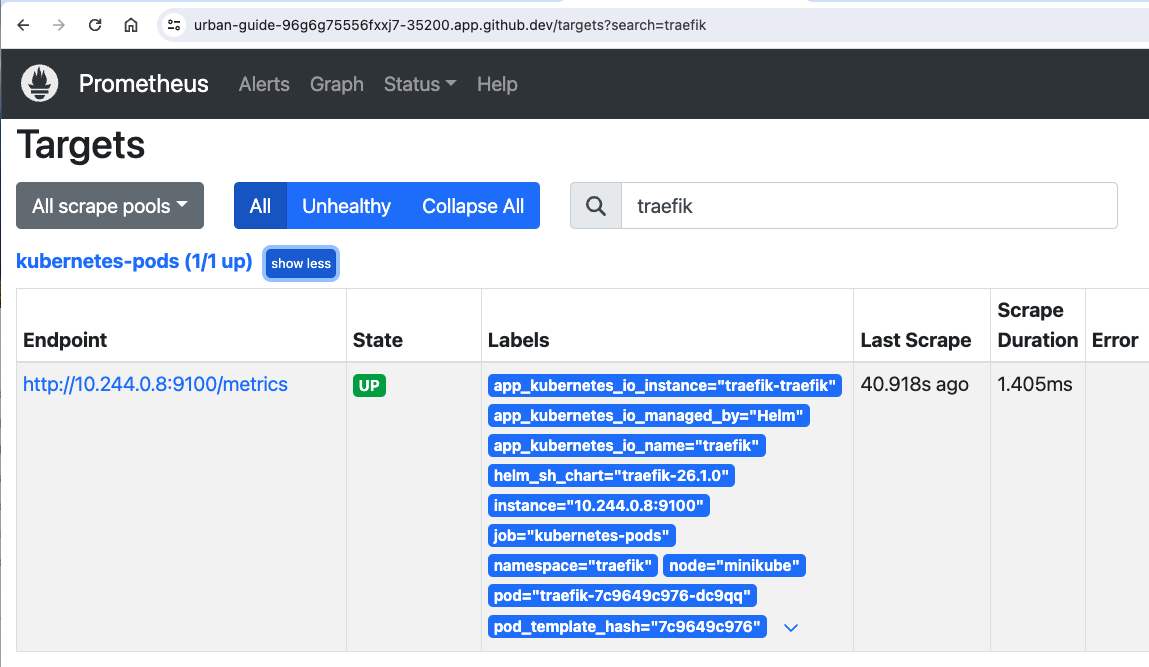 urban-guide-96g6g75556fxxj7-35200.app.github.dev/targets?search=traefik
Prometheus Alerts Graph Status Help
Targets
All scrape pools All Unhealthy Collapse All traefik
kubernetes-pods (1/1 up) show less
Endpoint State Labels Last Scrape Scrape Duration Error
http://10.244.0.8:9100/metrics UP app_kubernetes_io_instance="traefik-traefik" 40.918s ago 1.405ms
app_kubernetes_io_managed_by="Helm"
app_kubernetes_io_name="traefik"
helm_sh_chart="traefik-26.1.0"
instance="10.244.0.8:9100"
job="kubernetes-pods"
namespace="traefik" node="minikube"
pod="traefik-7c9649c976-dc9qq"
pod_template_hash="7c9649c976"